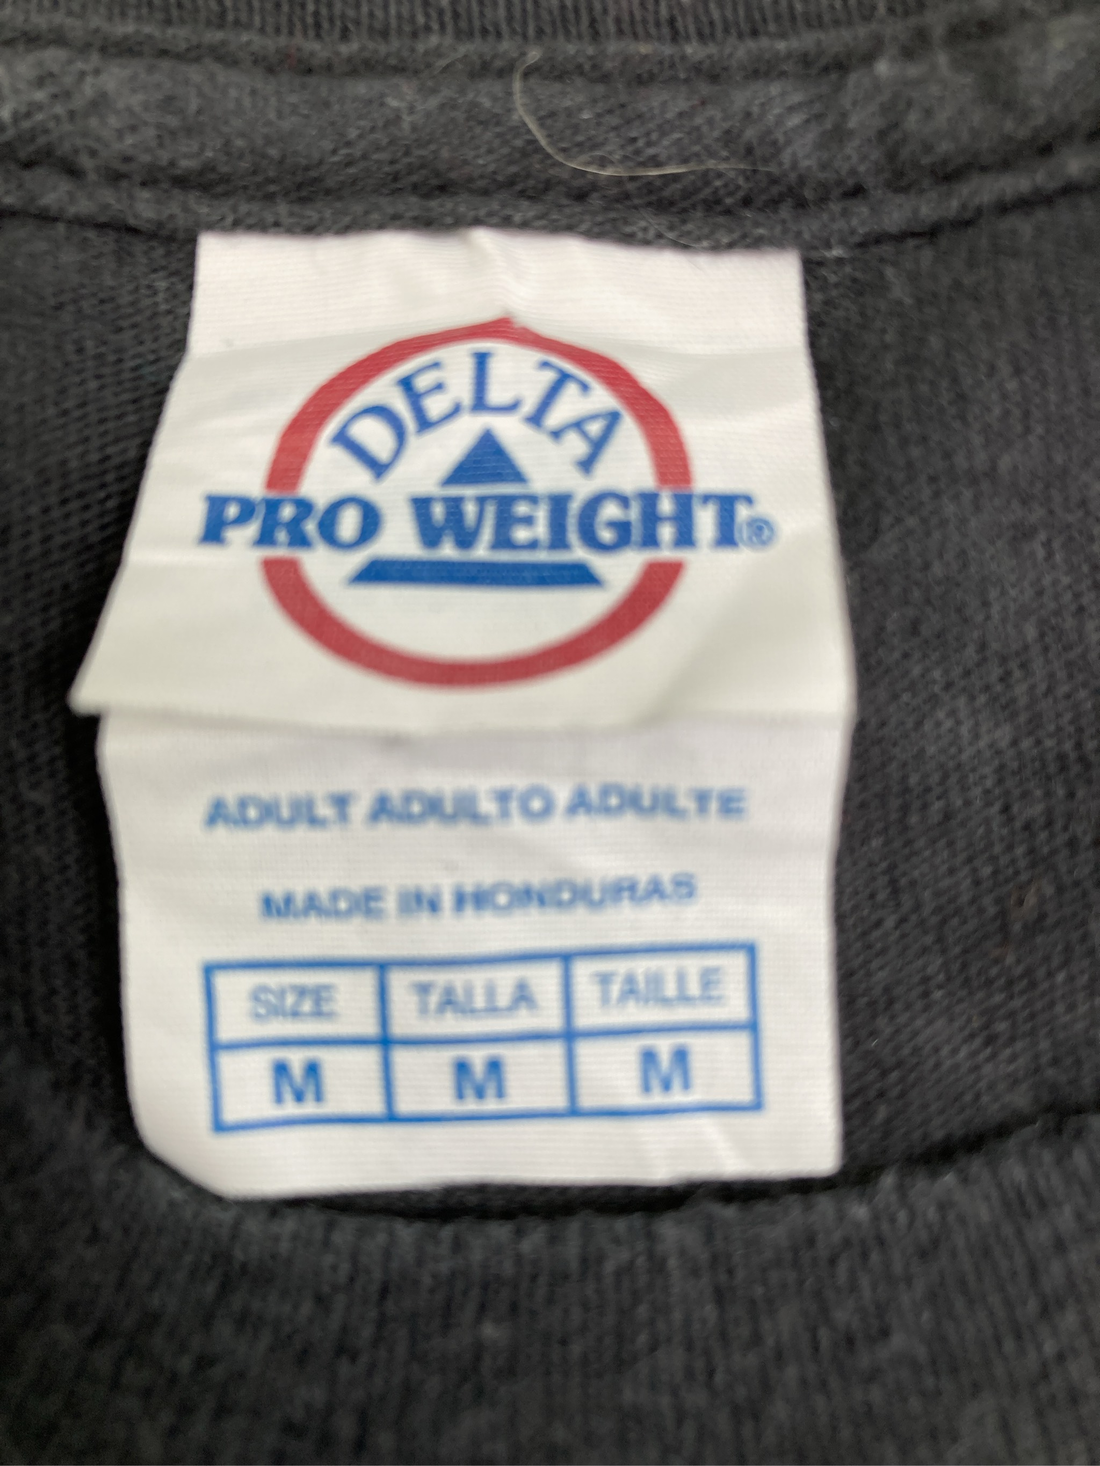 DELTA
PRO WEIGHT®
ADULT ADULTO ADULTE
MADE IN HONDURAS
SIZE TALLA TAILLE
M M M